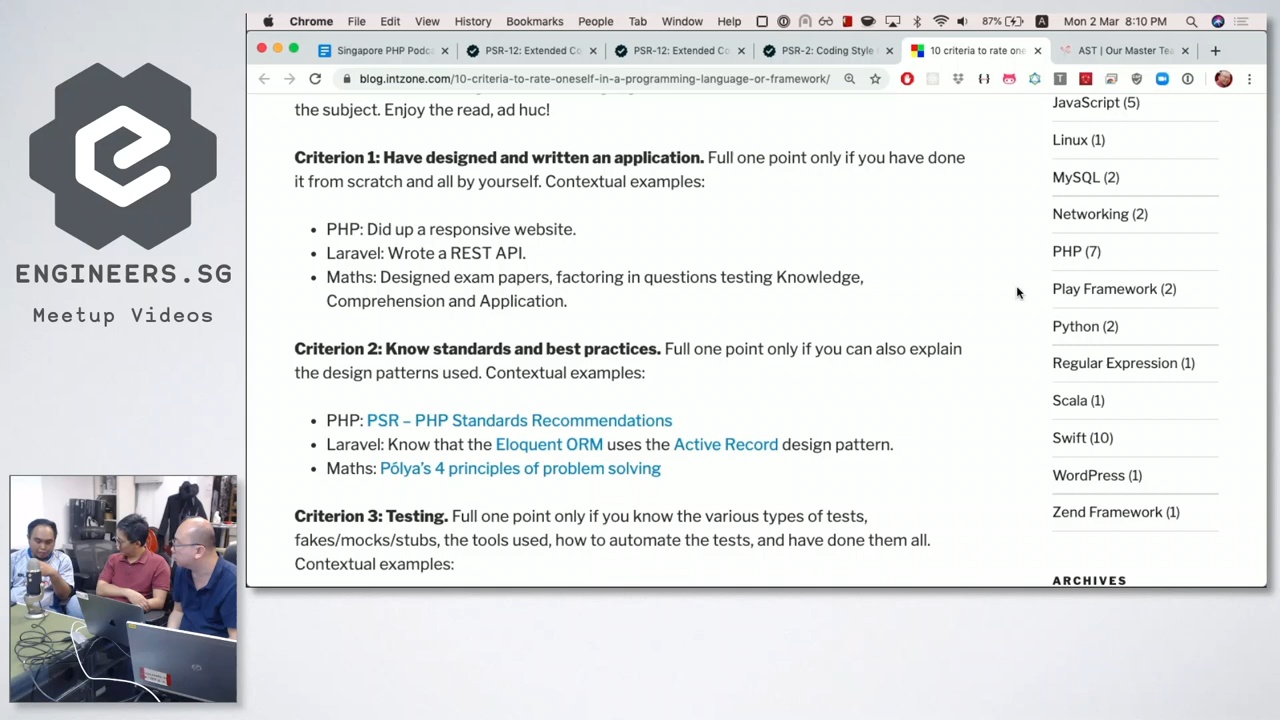 Chrome File Edit View History Bookmarks People Tab Window Help 87% Mon 2 Mar 8:10 PM
Singapore PHP Podca
PSR-12: Extended Co
PSR-12: Extended Co
PSR-2: Coding Style
10 criteria to rate one
AST | Our Master Tea
blog.intzone.com/10-criteria-to-rate-oneself-in-a-programming-language-or-framework/
the subject. Enjoy the read, ad huc!
Criterion 1: Have designed and written an application. Full one point only if you have done
it from scratch and all by yourself. Contextual examples:
• PHP: Did up a responsive website.
• Laravel: Wrote a REST API.
• Maths: Designed exam papers, factoring in questions testing Knowledge,
Comprehension and Application.
Criterion 2: Know standards and best practices. Full one point only if you can also explain
the design patterns used. Contextual examples:
• PHP: PSR – PHP Standards Recommendations
• Laravel: Know that the Eloquent ORM uses the Active Record design pattern.
• Maths: Pólya's 4 principles of problem solving
Criterion 3: Testing. Full one point only if you know the various types of tests,
fakes/mocks/stubs, the tools used, how to automate the tests, and have done them all.
Contextual examples:
JavaScript (5)
Linux (1)
MySQL (2)
Networking (2)
PHP (7)
Play Framework (2)
Python (2)
Regular Expression (1)
Scala (1)
Swift (10)
WordPress (1)
Zend Framework (1)
ARCHIVES
ENGINEERS.SG
Meetup Videos